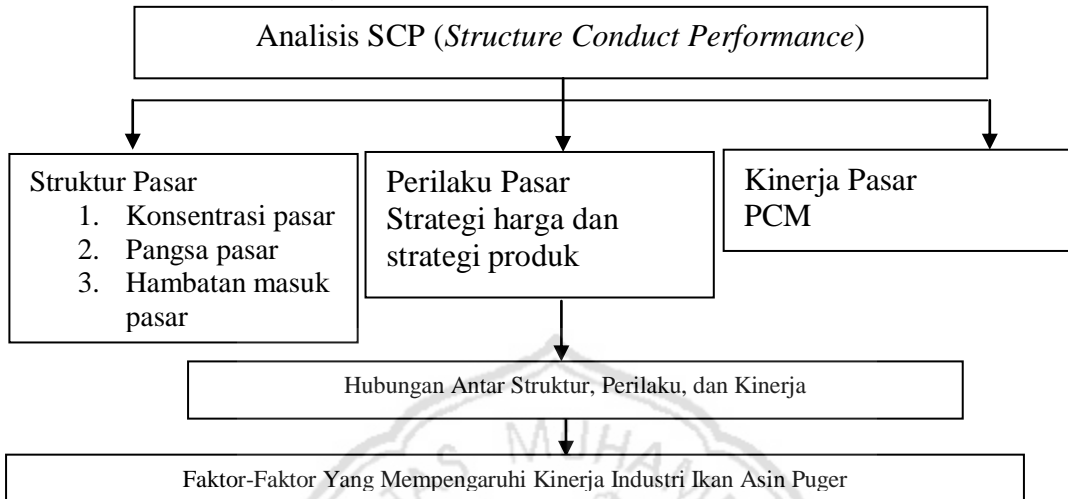 Analisis SCP (Structure Conduct Performance)
Struktur Pasar
1. Konsentrasi pasar
2. Pangsa pasar
3. Hambatan masuk
pasar
Perilaku Pasar
Strategi harga dan
strategi produk
Kinerja Pasar
PCM
Hubungan Antar Struktur, Perilaku, dan Kinerja
MUH
Faktor-Faktor Yang Mempengaruhi Kinerja Industri Ikan Asin Puger